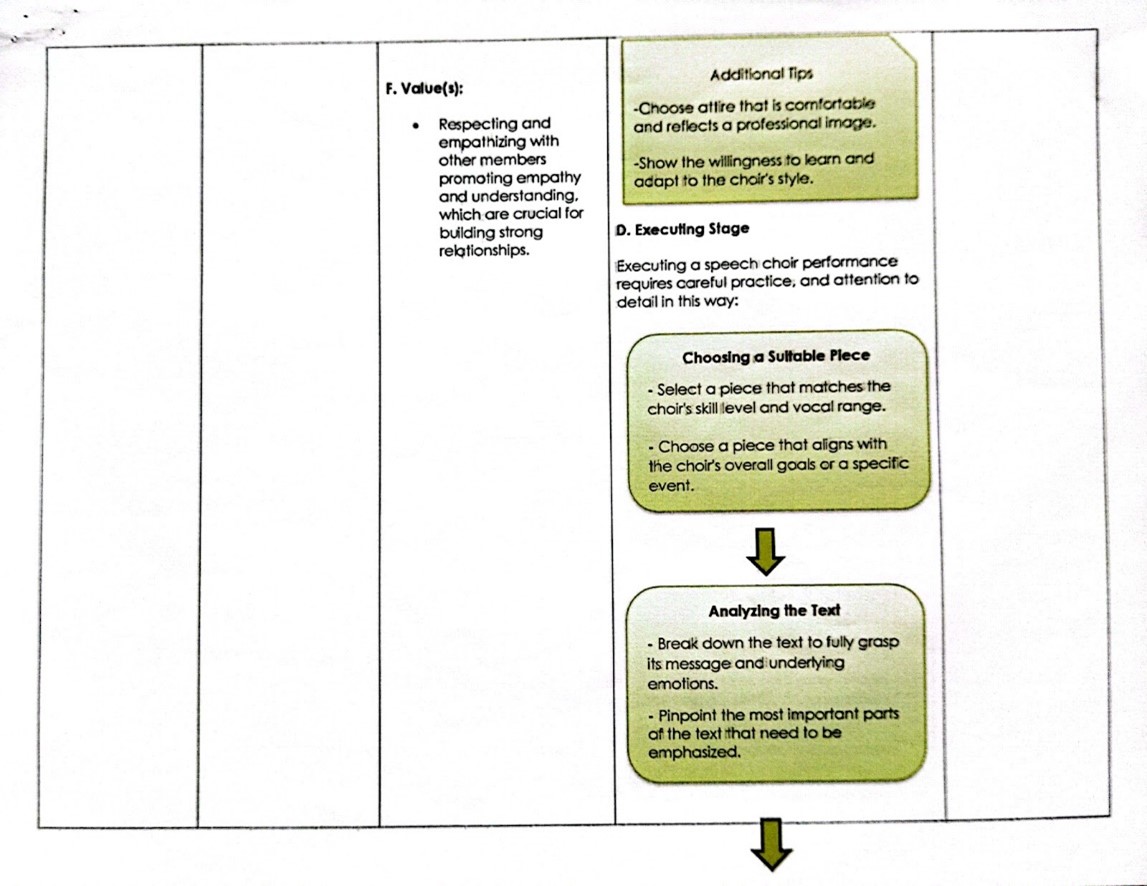 F. Value(s):
• Respecting and
empathizing with
other members
promoting empathy
and understanding,
which are crucial for
building strong
relationships.
Additional Tips
-Choose attire that is comfortable
and reflects a professional image.
-Show the willingness to learn and
adapt to the choir's style.
D. Executing Stage
Executing a speech choir performance
requires careful practice, and attention to
detail in this way:
Choosing a Suitable Piece
- Select a piece that matches the
choir's skill level and vocal range.
- Choose a piece that aligns with
the choir's overall goals or a specific
event.
Analyzing the Text
- Break down the text to fully grasp
its message and underlying
emotions.
- Pinpoint the most important parts
of the text that need to be
emphasized.